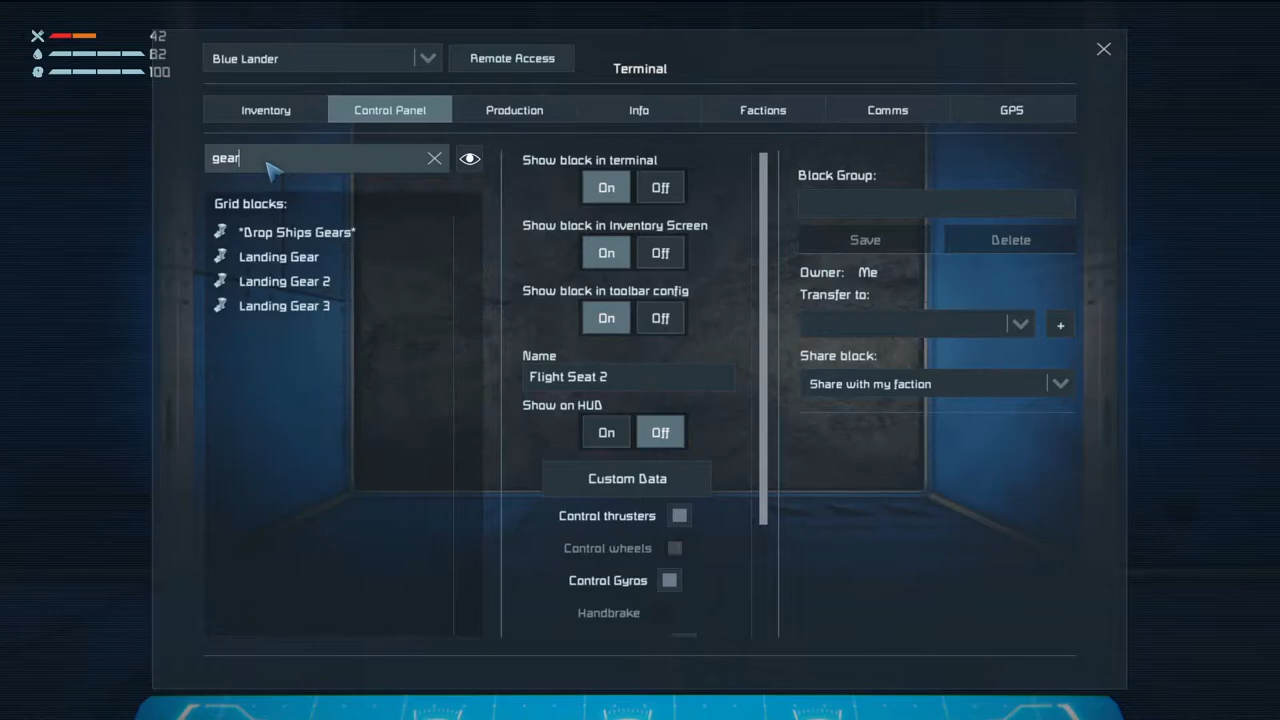 42
82
100
Blue Lander
Remote Access
Terminal
Inventory
Control Panel
Production
Info
Factions
Comms
GPS
gear
Grid blocks:
*Drop Ships Gears*
Landing Gear
Landing Gear 2
Landing Gear 3
Show block in terminal
On Off
Show block in Inventory Screen
On Off
Show block in toolbar config
On Off
Name
Flight Seat 2
Show on HUD
On Off
Custom Data
Control thrusters
Control wheels
Control Gyros
Handbrake
Block Group:
Save Delete
Owner: Me
Transfer to:
+
Share block:
Share with my faction